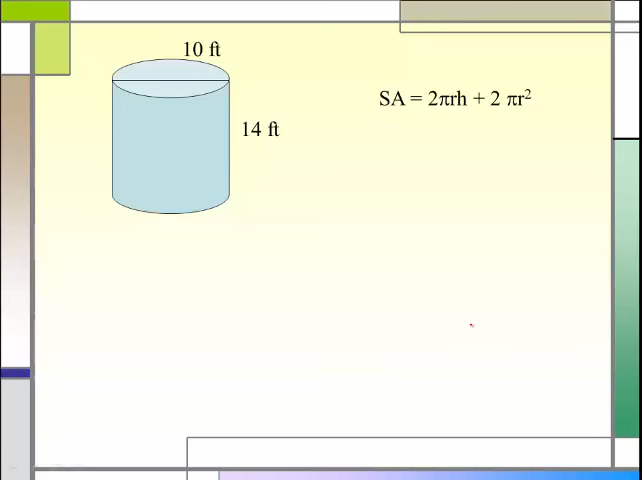 10 ft
SA = 2πrh + 2 πr²
14 ft